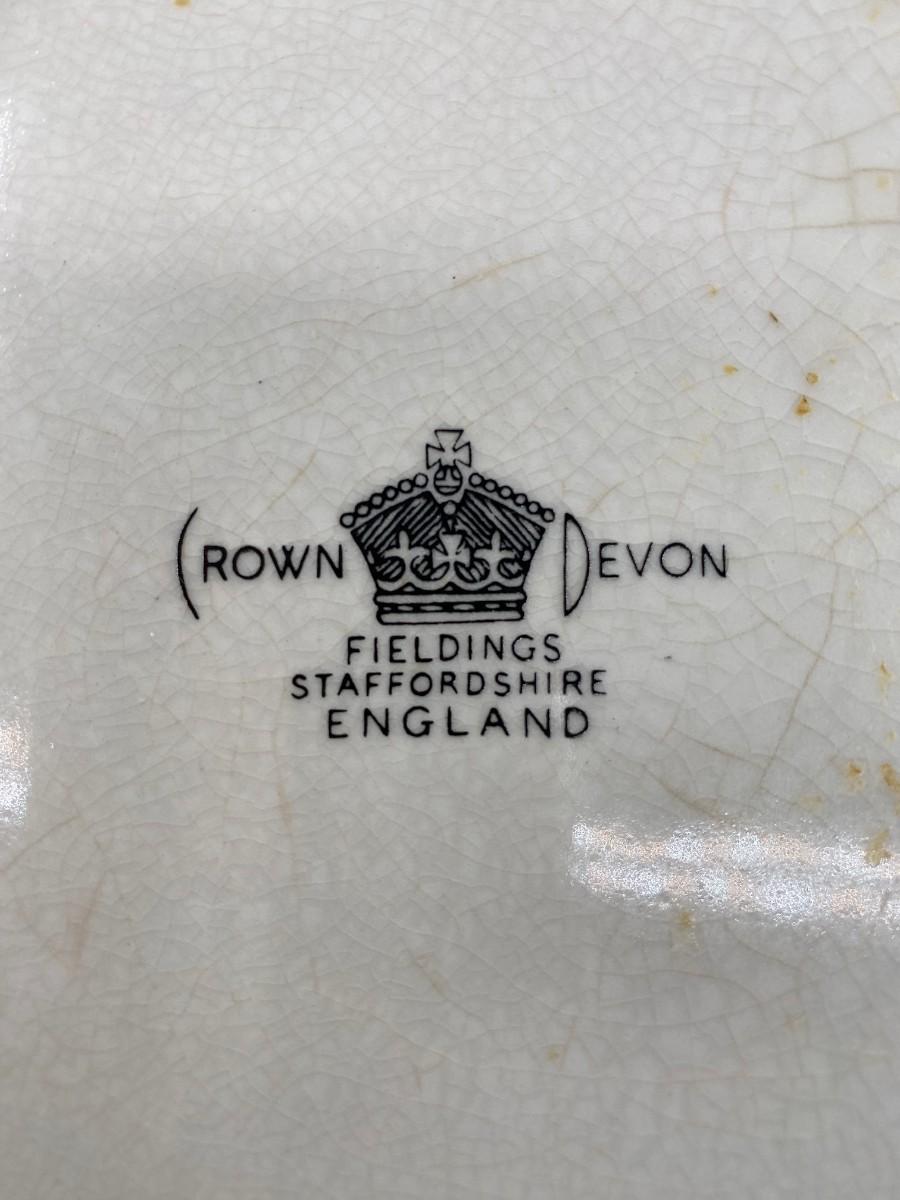 CROWN DEVON
FIELDINGS
STAFFORDSHIRE
ENGLAND